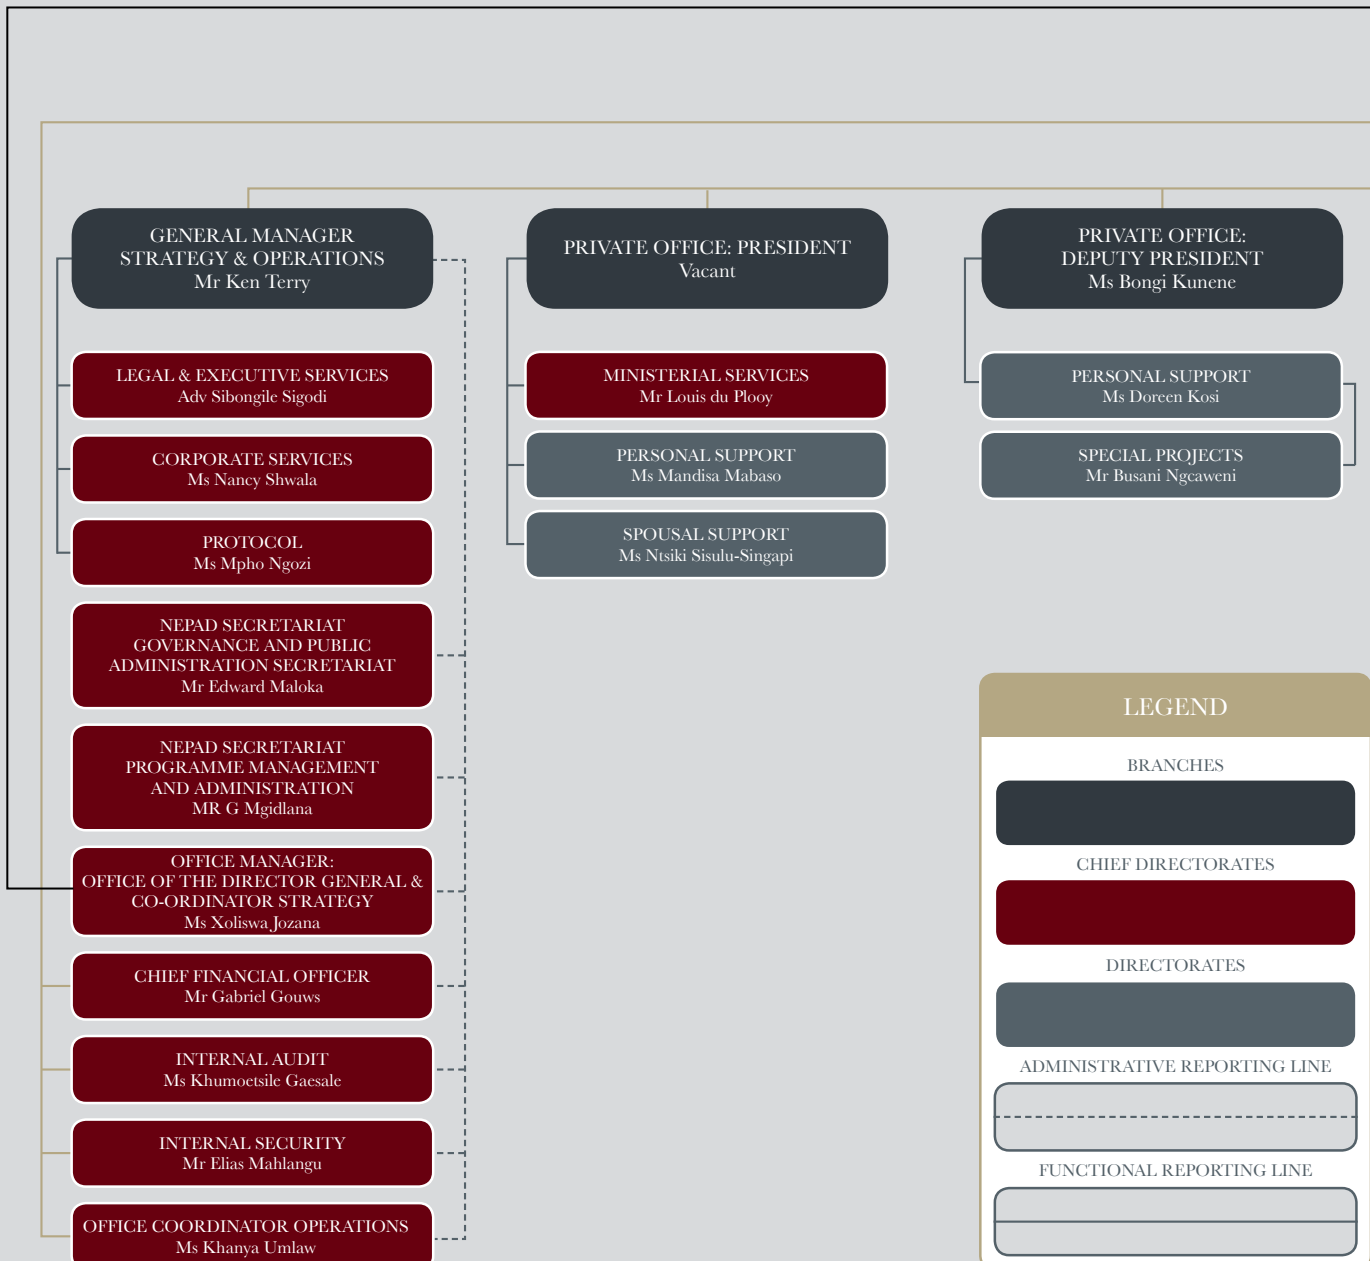 GENERAL MANAGER
STRATEGY & OPERATIONS
Mr Ken Terry
LEGAL & EXECUTIVE SERVICES
Adv Sibongile Sigodi
CORPORATE SERVICES
Ms Nancy Shwala
PROTOCOL
Ms Mpho Ngozi
NEPAD SECRETARIAT
GOVERNANCE AND PUBLIC
ADMINISTRATION SECRETARIAT
Mr Edward Maloka
NEPAD SECRETARIAT
PROGRAMME MANAGEMENT
AND ADMINISTRATION
MR G Mgidlana
OFFICE MANAGER:
OFFICE OF THE DIRECTOR GENERAL &
CO-ORDINATOR STRATEGY
Ms Xoliswa Jozana
CHIEF FINANCIAL OFFICER
Mr Gabriel Gouws
INTERNAL AUDIT
Ms Khumoetsile Gaesale
INTERNAL SECURITY
Mr Elias Mahlangu
OFFICE COORDINATOR OPERATIONS
Ms Khanya Umlaw
PRIVATE OFFICE: PRESIDENT
Vacant
MINISTERIAL SERVICES
Mr Louis du Plooy
PERSONAL SUPPORT
Ms Mandisa Mabaso
SPOUSAL SUPPORT
Ms Ntsiki Sisulu-Singapi
PRIVATE OFFICE:
DEPUTY PRESIDENT
Ms Bongi Kunene
PERSONAL SUPPORT
Ms Doreen Kosi
SPECIAL PROJECTS
Mr Busani Ngcaweni
LEGEND
BRANCHES
CHIEF DIRECTORATES
DIRECTORATES
ADMINISTRATIVE REPORTING LINE
FUNCTIONAL REPORTING LINE